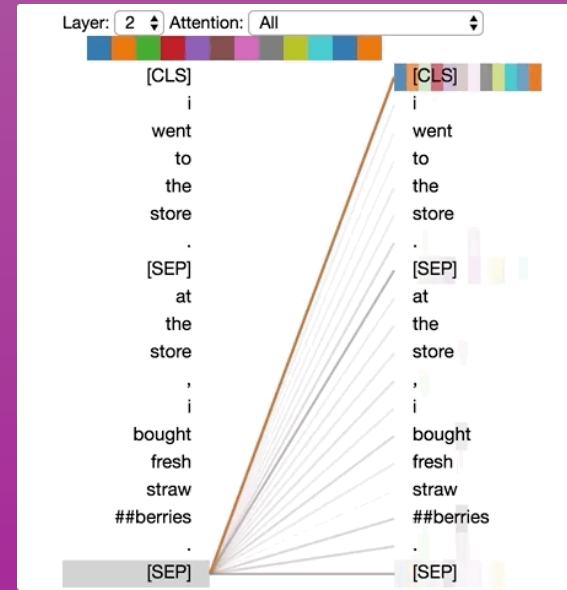 Layer: 2 Attention: All
[CLS] [CLS]
i i
went went
to to
the the
store store
. .
[SEP] [SEP]
at at
the the
store store
, ,
i i
bought bought
fresh fresh
straw straw
##berries ##berries
. .
[SEP] [SEP]